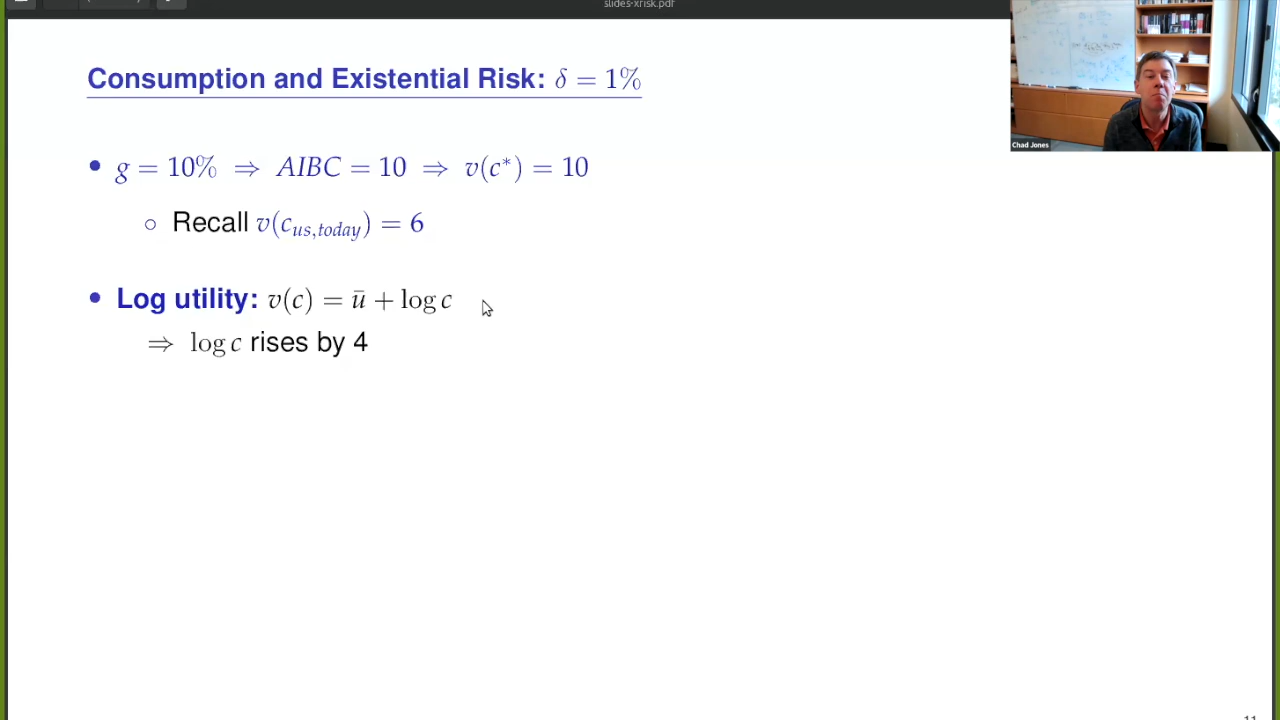 slides-xrisk.pdf
Chad Jones
Consumption and Existential Risk: δ = 1%
• g = 10% ⇒ AIBC = 10 ⇒ v(c*) = 10
○ Recall v(c_{us,today}) = 6
• Log utility: v(c) = ū + log c
⇒ log c rises by 4
11